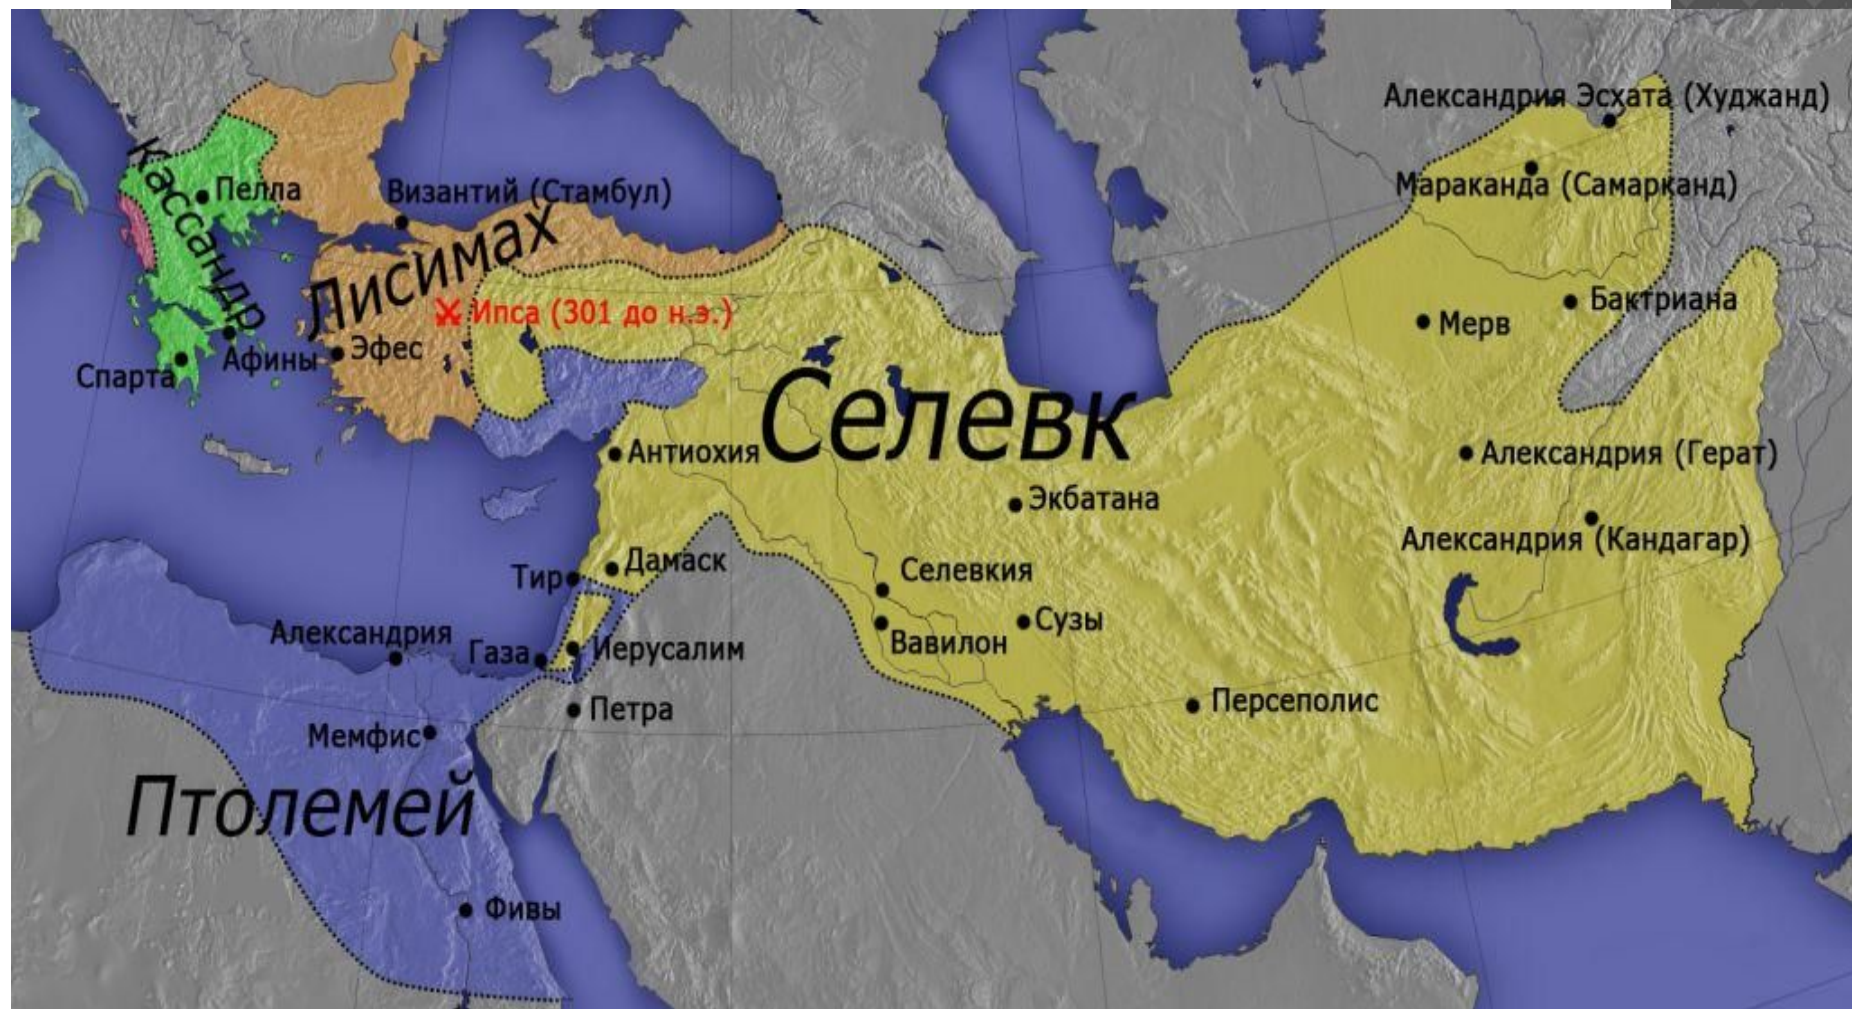 Александрия Эсхата (Худжанд)
Мараканда (Самарканд)
Кассандр
Пелла
Византий (Стамбул)
Лисимах
Ипса (301 до н.э.)
Бактриана
Мерв
Спарта
Афины
Эфес
Селевк
Антиохия
Александрия (Герат)
Экбатана
Александрия (Кандагар)
Тир
Дамаск
Селевкия
Сузы
Александрия
Газа
Иерусалим
Вавилон
Петра
Персеполис
Мемфис
Птолемей
Фивы